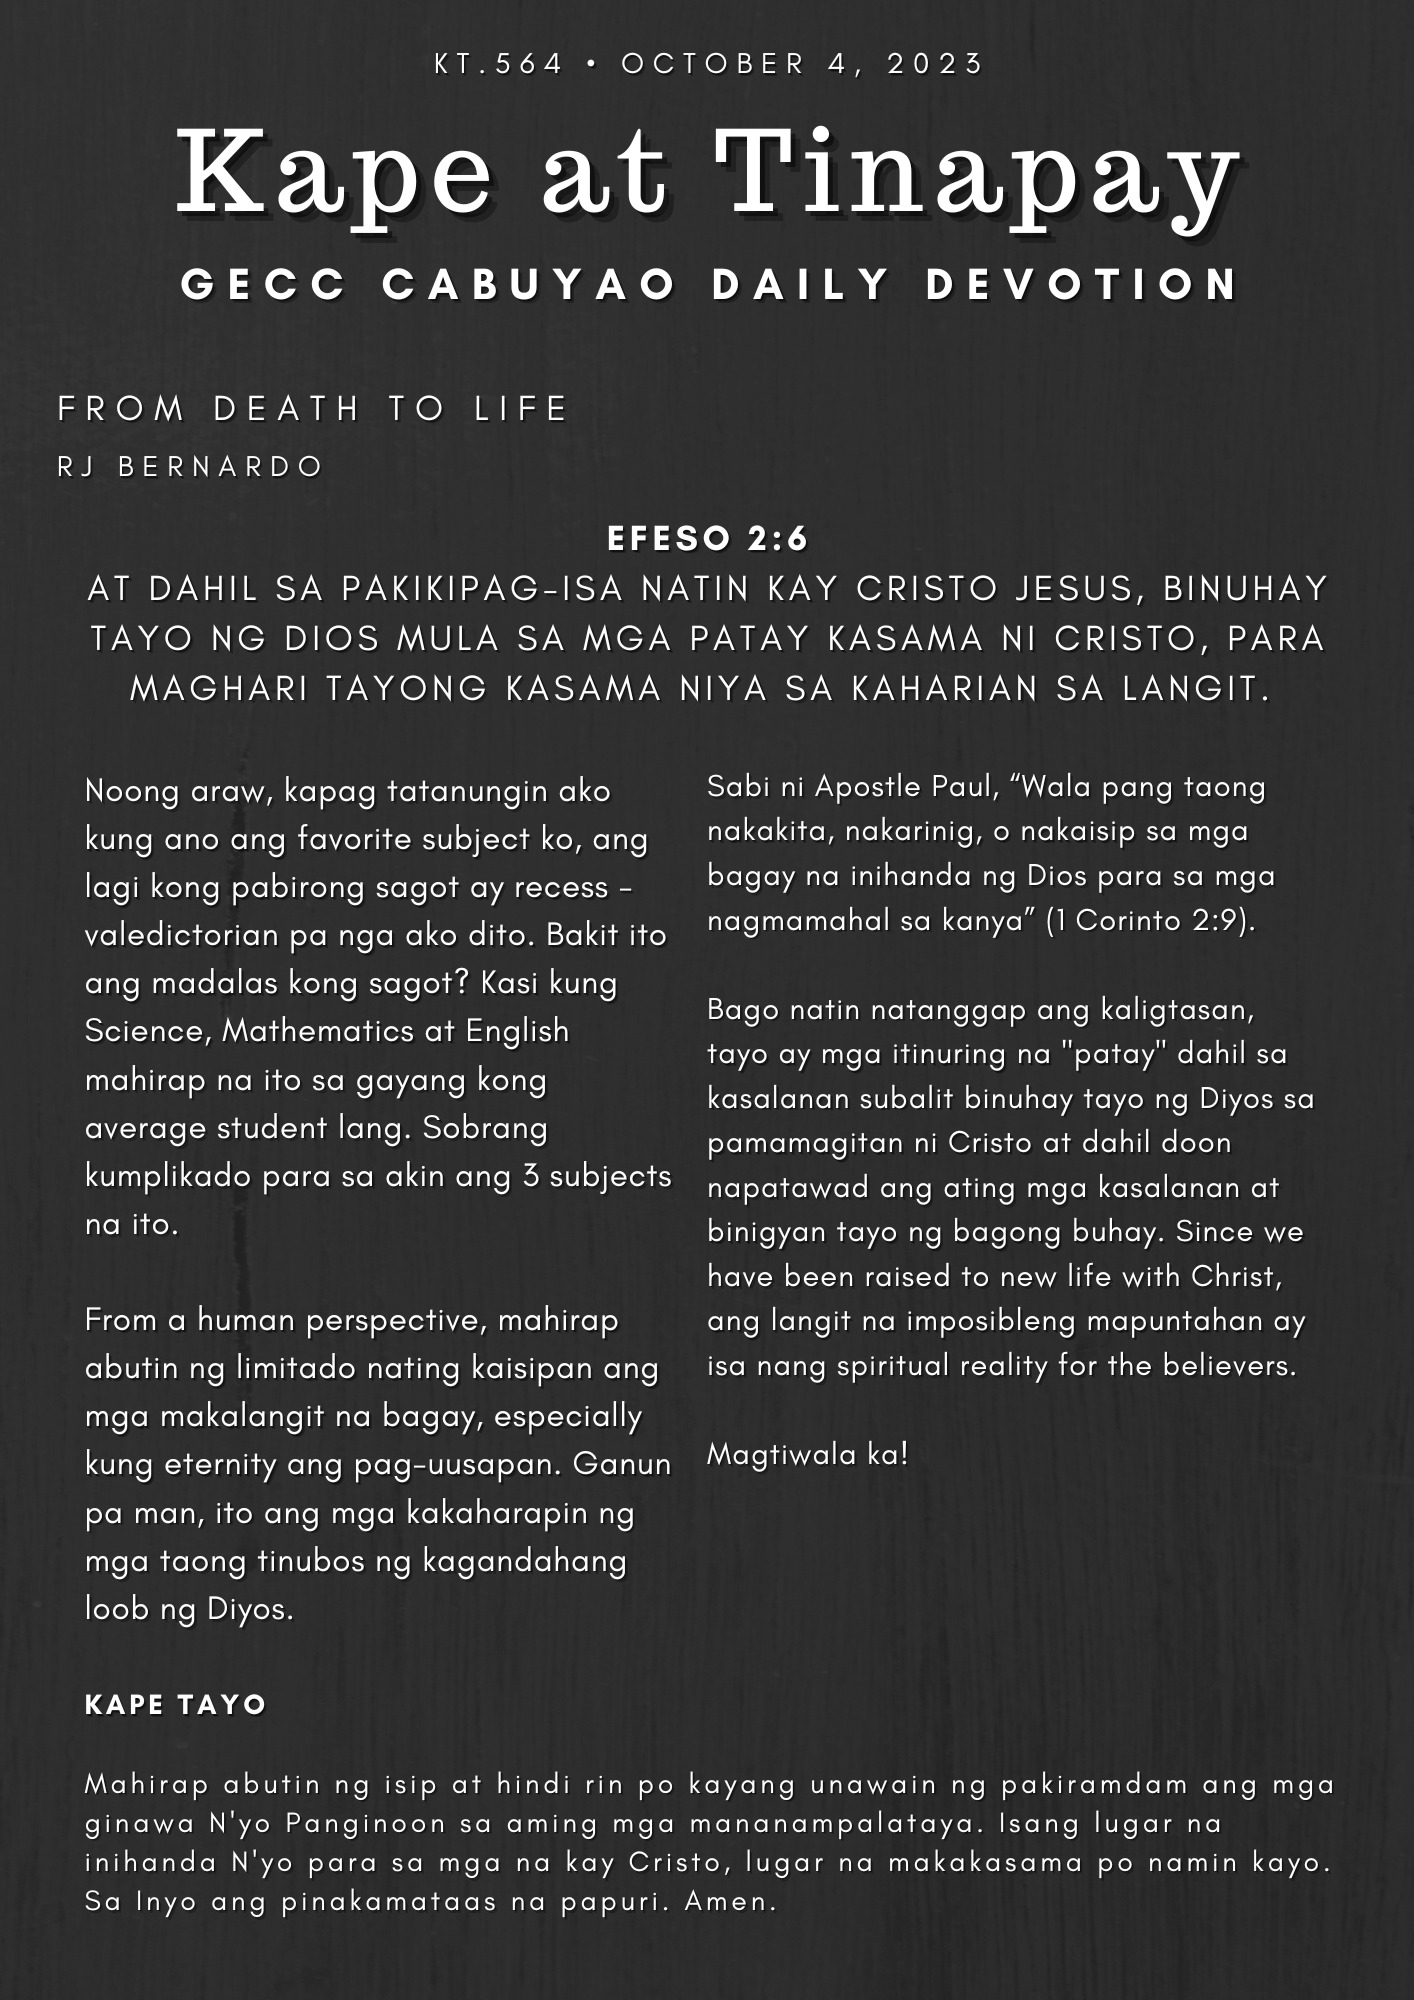 KT.564 • OCTOBER 4, 2023
Kape at Tinapay
GECC CABUYAO DAILY DEVOTION
FROM DEATH TO LIFE
RJ BERNARDO
EFESO 2:6
AT DAHIL SA PAKIKIPAG-ISA NATIN KAY CRISTO JESUS, BINUHAY
TAYO NG DIOS MULA SA MGA PATAY KASAMA NI CRISTO, PARA
MAGHARI TAYONG KASAMA NIYA SA KAHARIAN SA LANGIT.
Noong araw, kapag tatanungin ako
kung ano ang favorite subject ko, ang
lagi kong pabirong sagot ay recess -
valedictorian pa nga ako dito. Bakit ito
ang madalas kong sagot? Kasi kung
Science, Mathematics at English
mahirap na ito sa gayang kong
average student lang. Sobrang
kumplikado para sa akin ang 3 subjects
na ito.
From a human perspective, mahirap
abutin ng limitado nating kaisipan ang
mga makalangit na bagay, especially
kung eternity ang pag-uusapan. Ganun
pa man, ito ang mga kakaharapin ng
mga taong tinubos ng kagandahang
loob ng Diyos.
Sabi ni Apostle Paul, “Wala pang taong
nakakita, nakarinig, o nakaisip sa mga
bagay na inihanda ng Dios para sa mga
nagmamahal sa kanya” (1 Corinto 2:9).
Bago natin natanggap ang kaligtasan,
tayo ay mga itinuring na "patay" dahil sa
kasalanan subalit binuhay tayo ng Diyos sa
pamamagitan ni Cristo at dahil doon
napatawad ang ating mga kasalanan at
binigyan tayo ng bagong buhay. Since we
have been raised to new life with Christ,
ang langit na imposibleng mapuntahan ay
isa nang spiritual reality for the believers.
Magtiwala ka!
KAPE TAYO
Mahirap abutin ng isip at hindi rin po kayang unawain ng pakiramdam ang mga
ginawa N'yo Panginoon sa aming mga mananampalataya. Isang lugar na
inihanda N'yo para sa mga na kay Cristo, lugar na makakasama po namin kayo.
Sa Inyo ang pinakamataas na papuri. Amen.